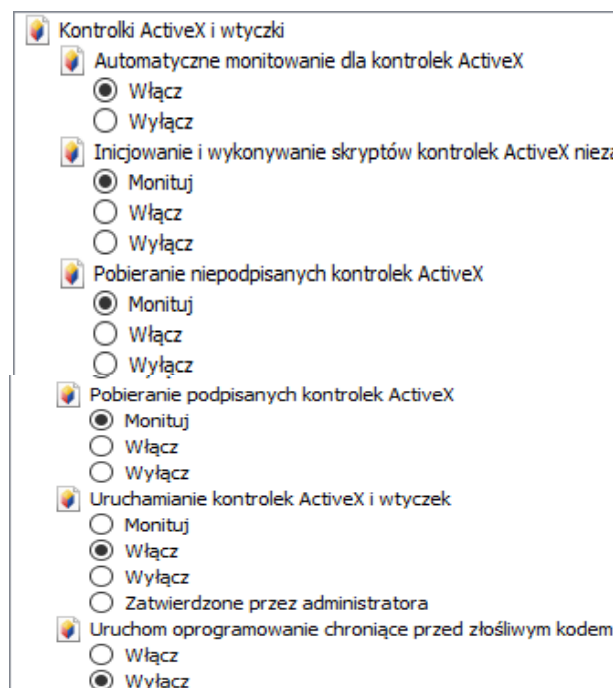 Kontrolki ActiveX i wtyczki
Automatyczne monitowanie dla kontrolek ActiveX
Włącz
Wyłącz
Inicjowanie i wykonywanie skryptów kontrolek ActiveX
Monituj
Włącz
Wyłącz
Pobieranie niepodpisanych kontrolek ActiveX
Monituj
Włącz
Wyłącz
Pobieranie podpisanych kontrolek ActiveX
Monituj
Włącz
Wyłącz
Uruchamianie kontrolek ActiveX i wtyczek
Monituj
Włącz
Wyłącz
Zatwierdzone przez administratora
Uruchom oprogramowanie chroniące przed złośliwym kodem
Włącz
Wyłącz